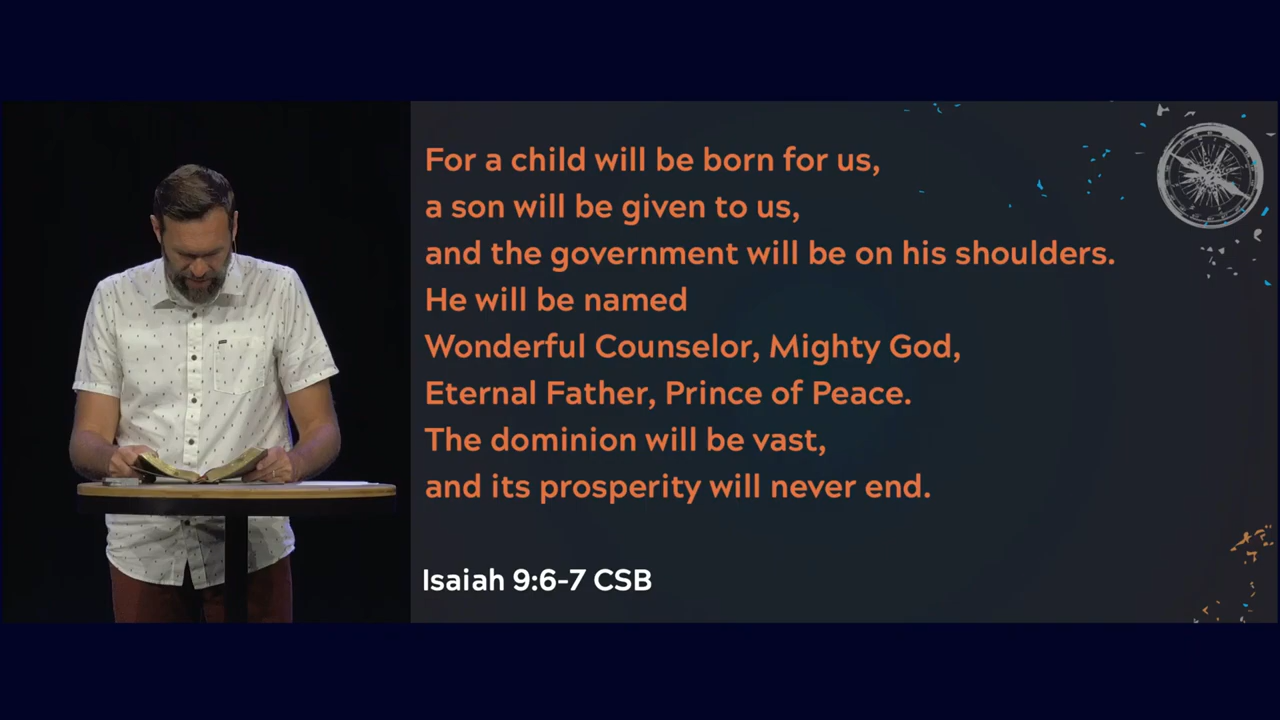 For a child will be born for us,
a son will be given to us,
and the government will be on his shoulders.
He will be named
Wonderful Counselor, Mighty God,
Eternal Father, Prince of Peace.
The dominion will be vast,
and its prosperity will never end.
Isaiah 9:6-7 CSB